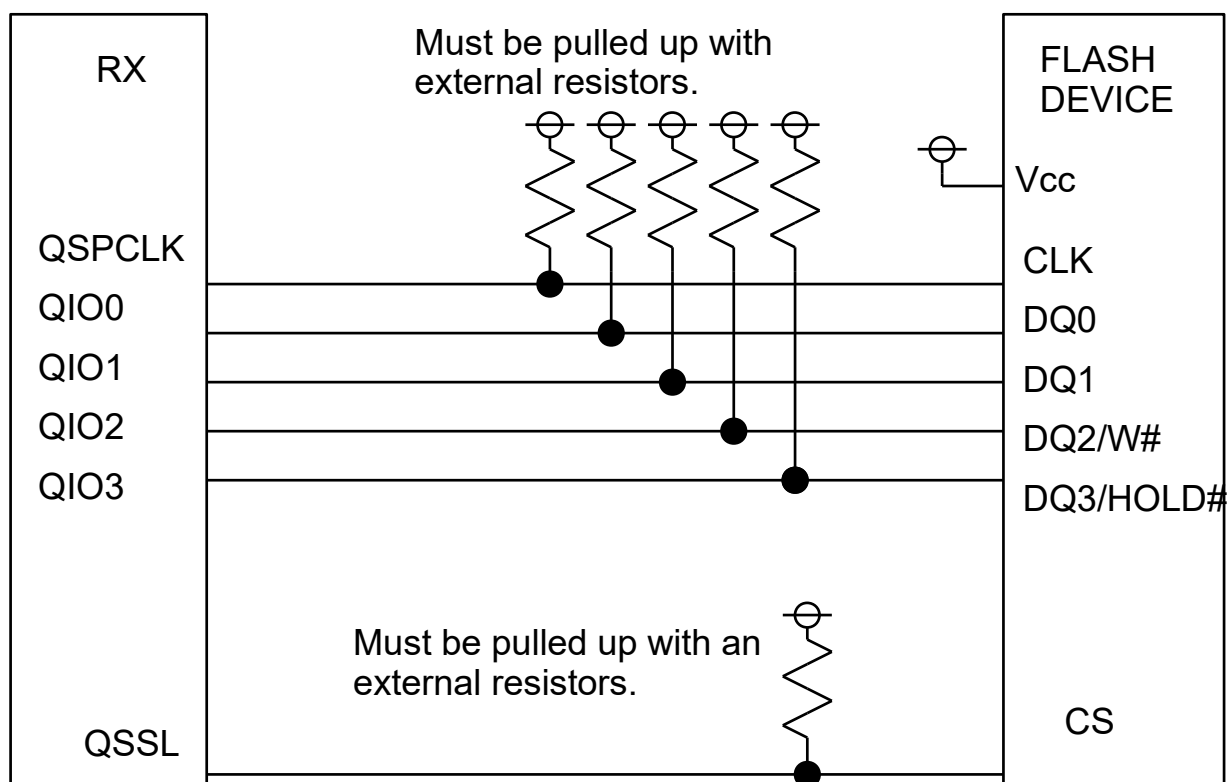 RX
Must be pulled up with
external resistors.
FLASH
DEVICE
Vcc
QSPCLK
CLK
QIO0
DQ0
QIO1
DQ1
QIO2
DQ2/W#
QIO3
DQ3/HOLD#
Must be pulled up with an
external resistors.
CS
QSSL